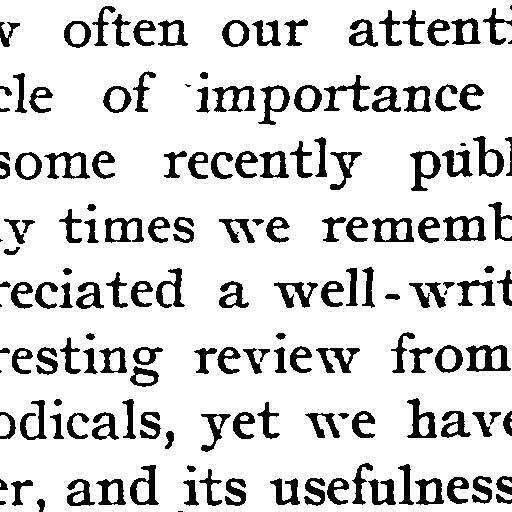 w often our attenti
cle of importance
some recently publ
ny times we rememb
reciated a well-writ
resting review from
odicals, yet we have
er, and its usefulness